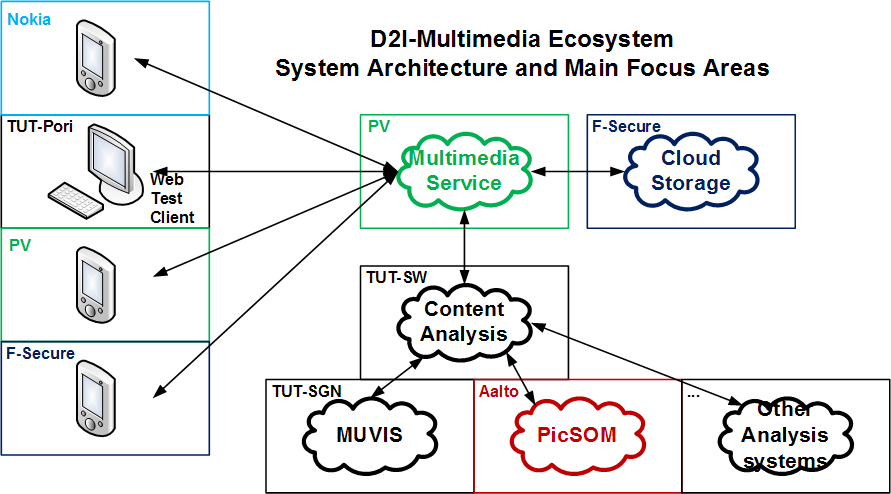 Nokia
D2I-Multimedia Ecosystem
System Architecture and Main Focus Areas
TUT-Pori
Web
Test
Client
PV
Multimedia
Service
F-Secure
Cloud
Storage
PV
TUT-SW
Content
Analysis
F-Secure
TUT-SGN
MUVIS
Aalto
PicSOM
...
Other
Analysis
systems